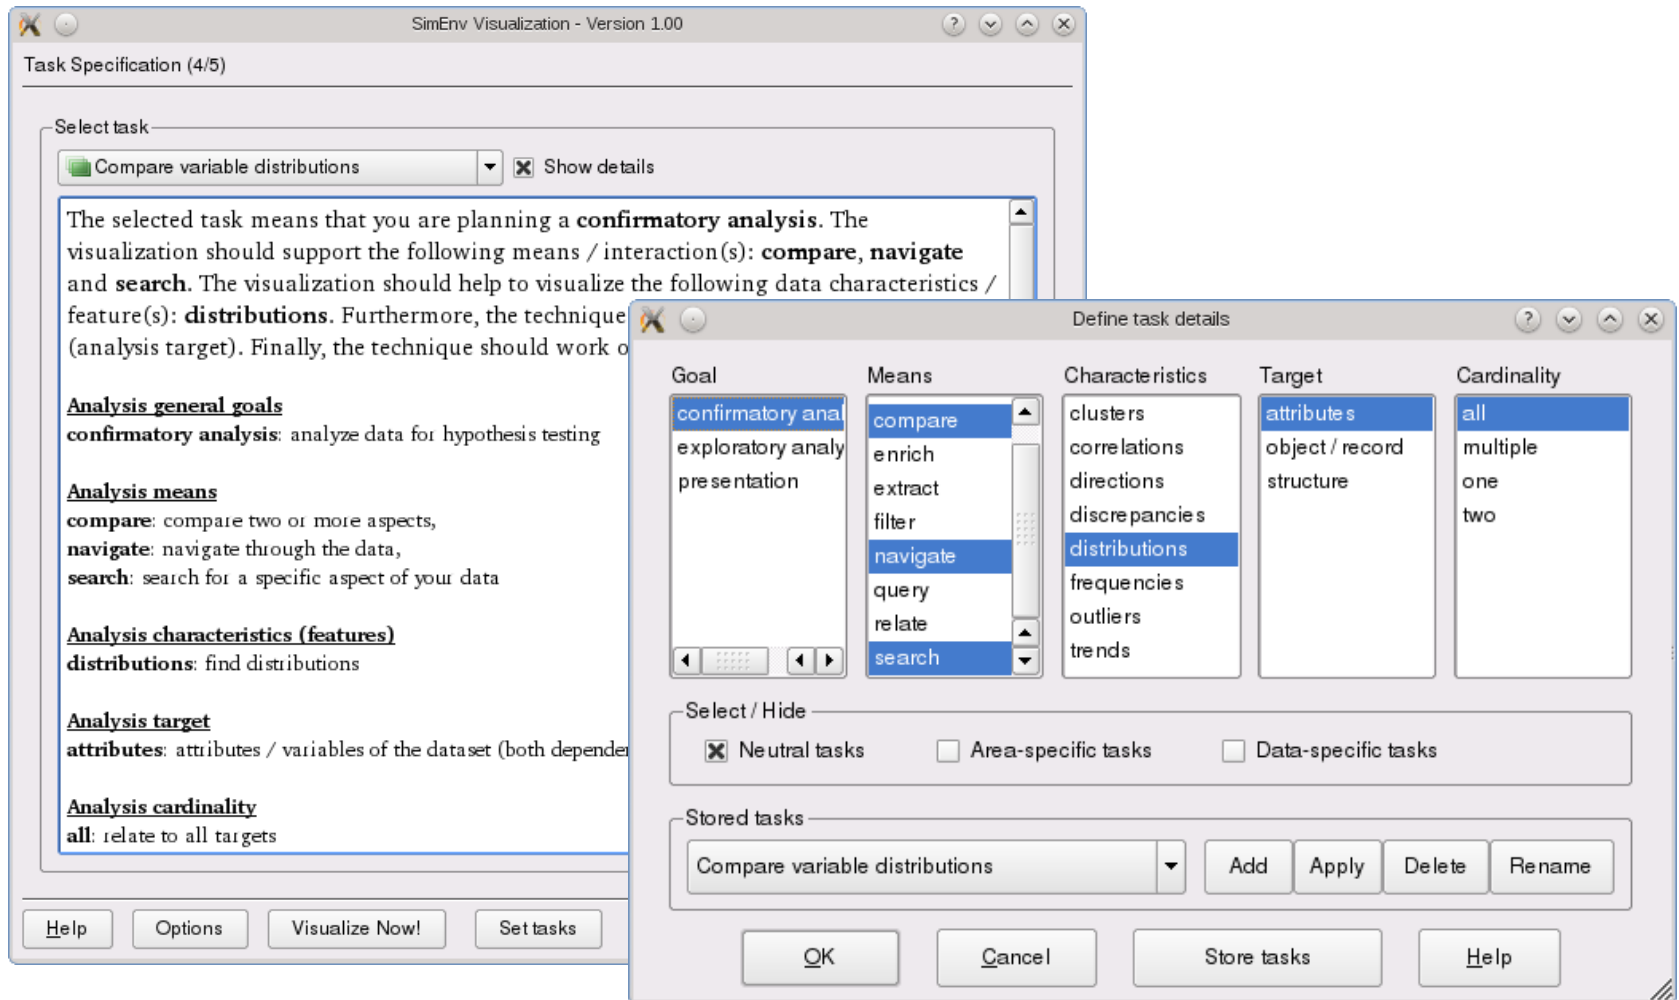 SimEnv Visualization - Version 1.00
Task Specification (4/5)
Select task
Compare variable distributions
Show details
The selected task means that you are planning a confirmatory analysis. The
visualization should support the following means / interaction(s): compare, navigate
and search. The visualization should help to visualize the following data characteristics /
feature(s): distributions. Furthermore, the technique
(analysis target). Finally, the technique should work o
Analysis general goals
confirmatory analysis: analyze data for hypothesis testing
Analysis means
compare: compare two or more aspects,
navigate: navigate through the data,
search: search for a specific aspect of your data
Analysis characteristics (features)
distributions: find distributions
Analysis target
attributes: attributes / variables of the dataset (both depende
Analysis cardinality
all: relate to all targets
Help
Options
Visualize Now!
Set tasks
Define task details
Goal
confirmatory anal
exploratory analy
presentation
Means
compare
enrich
extract
filter
navigate
query
relate
search
Characteristics
clusters
correlations
directions
discrepancies
distributions
frequencies
outliers
trends
Target
attributes
object / record
structure
Cardinality
all
multiple
one
two
Select / Hide
Neutral tasks
Area-specific tasks
Data-specific tasks
Stored tasks
Compare variable distributions
Add
Apply
Delete
Rename
OK
Cancel
Store tasks
Help